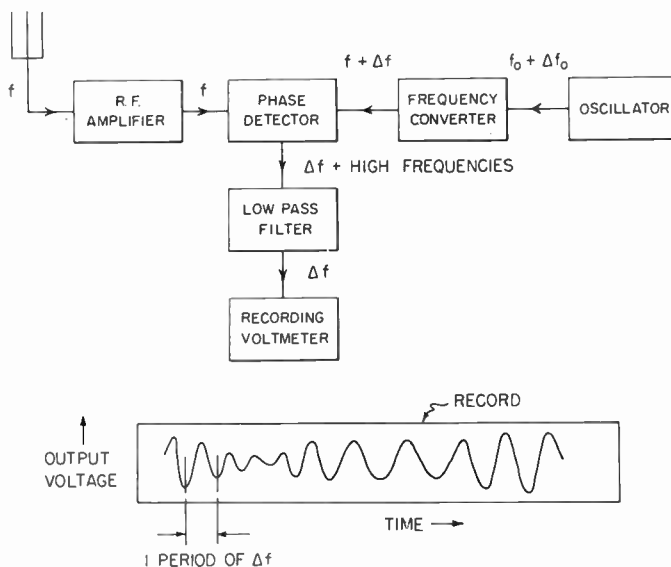 f
R.F.
AMPLIFIER
f
PHASE
DETECTOR
f + Δf
FREQUENCY
CONVERTER
f₀ + Δf₀
OSCILLATOR
Δf + HIGH FREQUENCIES
LOW PASS
FILTER
Δf
RECORDING
VOLTMETER
RECORD
OUTPUT
VOLTAGE
TIME
1 PERIOD OF Δf